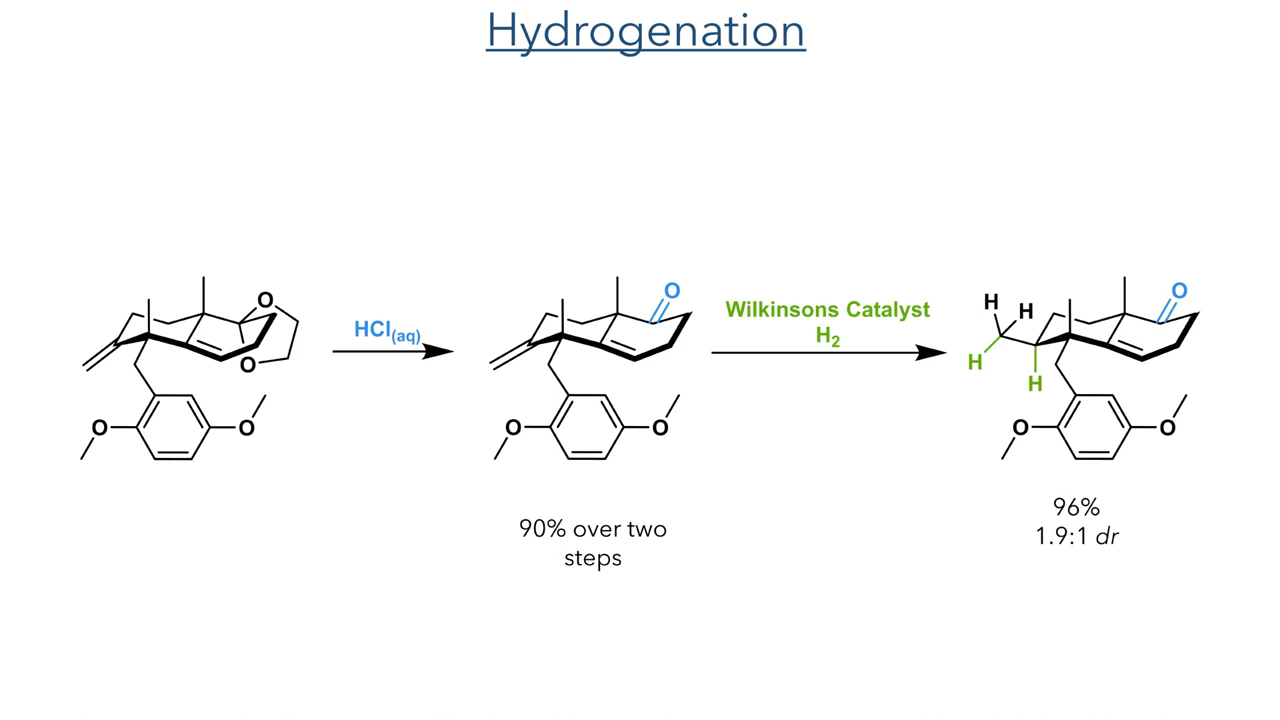 Hydrogenation
O
O
O
O
HCl(aq)
O
O
O
90% over two
steps
Wilkinsons Catalyst
H2
O
H
H
H
H
O
O
96%
1.9:1 dr